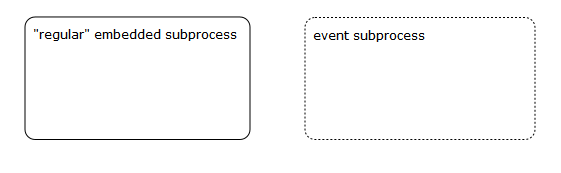 "regular" embedded subprocess
event subprocess